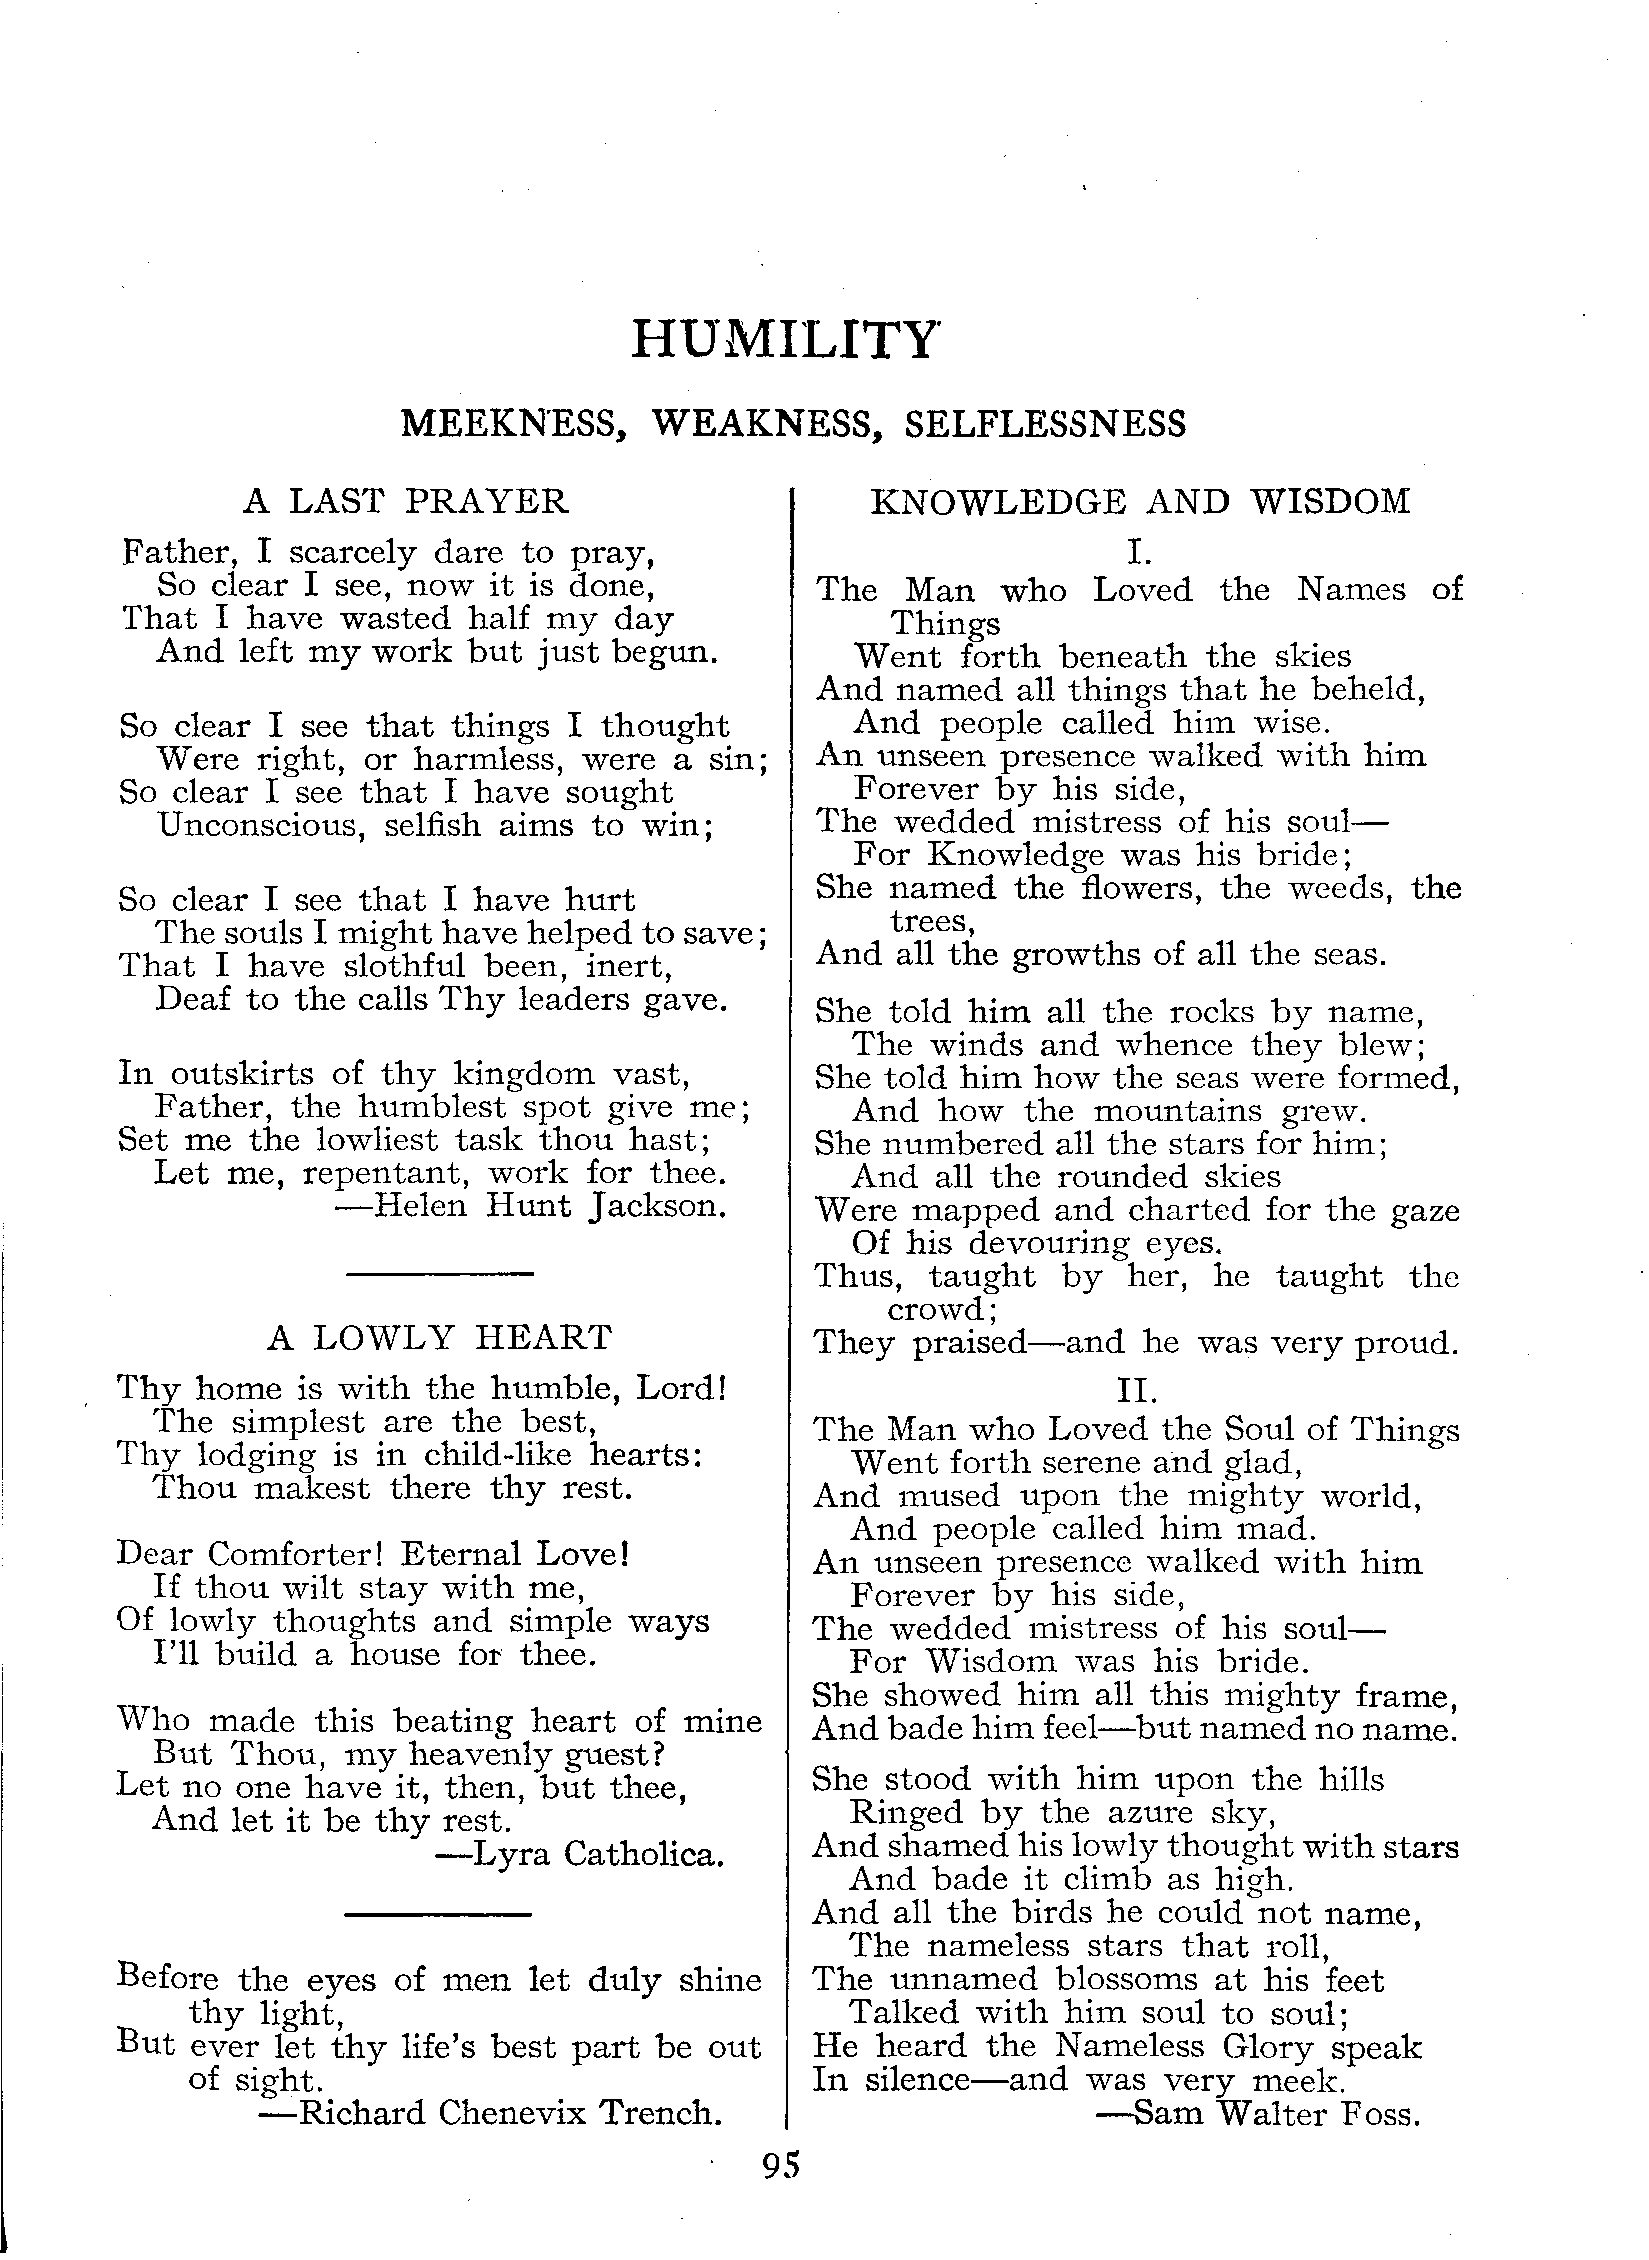 HUMILITY
MEEKNESS, WEAKNESS, SELFLESSNESS
A LAST PRAYER
Father, I scarcely dare to pray,
So clear I see, now it is done,
That I have wasted half my day
And left my work but just begun.
So clear I see that things I thought
Were right, or harmless, were a sin;
So clear I see that I have sought
Unconscious, selfish aims to win;
So clear I see that I have hurt
The souls I might have helped to save;
That I have slothful been, inert,
Deaf to the calls Thy leaders gave.
In outskirts of thy kingdom vast,
Father, the humblest spot give me;
Set me the lowliest task thou hast;
Let me, repentant, work for thee.
—Helen Hunt Jackson.
A LOWLY HEART
Thy home is with the humble, Lord!
The simplest are the best,
Thy lodging is in child-like hearts:
Thou makest there thy rest.
Dear Comforter! Eternal Love!
If thou wilt stay with me,
Of lowly thoughts and simple ways
I'll build a house for thee.
Who made this beating heart of mine
But Thou, my heavenly guest?
Let no one have it, then, but thee,
And let it be thy rest.
—Lyra Catholica.
Before the eyes of men let duly shine
thy light,
But ever let thy life's best part be out
of sight.
—Richard Chenevix Trench.
KNOWLEDGE AND WISDOM
I.
The Man who Loved the Names of
Things
Went forth beneath the skies
And named all things that he beheld,
And people called him wise.
An unseen presence walked with him
Forever by his side,
The wedded mistress of his soul—
For Knowledge was his bride;
She named the flowers, the weeds, the
trees,
And all the growths of all the seas.
She told him all the rocks by name,
The winds and whence they blew;
She told him how the seas were formed,
And how the mountains grew.
She numbered all the stars for him;
And all the rounded skies
Were mapped and charted for the gaze
Of his devouring eyes.
Thus, taught by her, he taught the
crowd;
They praised—and he was very proud.
II.
The Man who Loved the Soul of Things
Went forth serene and glad,
And mused upon the mighty world,
And people called him mad.
An unseen presence walked with him
Forever by his side,
The wedded mistress of his soul—
For Wisdom was his bride.
She showed him all this mighty frame,
And bade him feel—but named no name.
She stood with him upon the hills
Ringed by the azure sky,
And shamed his lowly thought with stars
And bade it climb as high.
And all the birds he could not name,
The nameless stars that roll,
The unnamed blossoms at his feet
Talked with him soul to soul;
He heard the Nameless Glory speak
In silence—and was very meek.
—Sam Walter Foss.
95